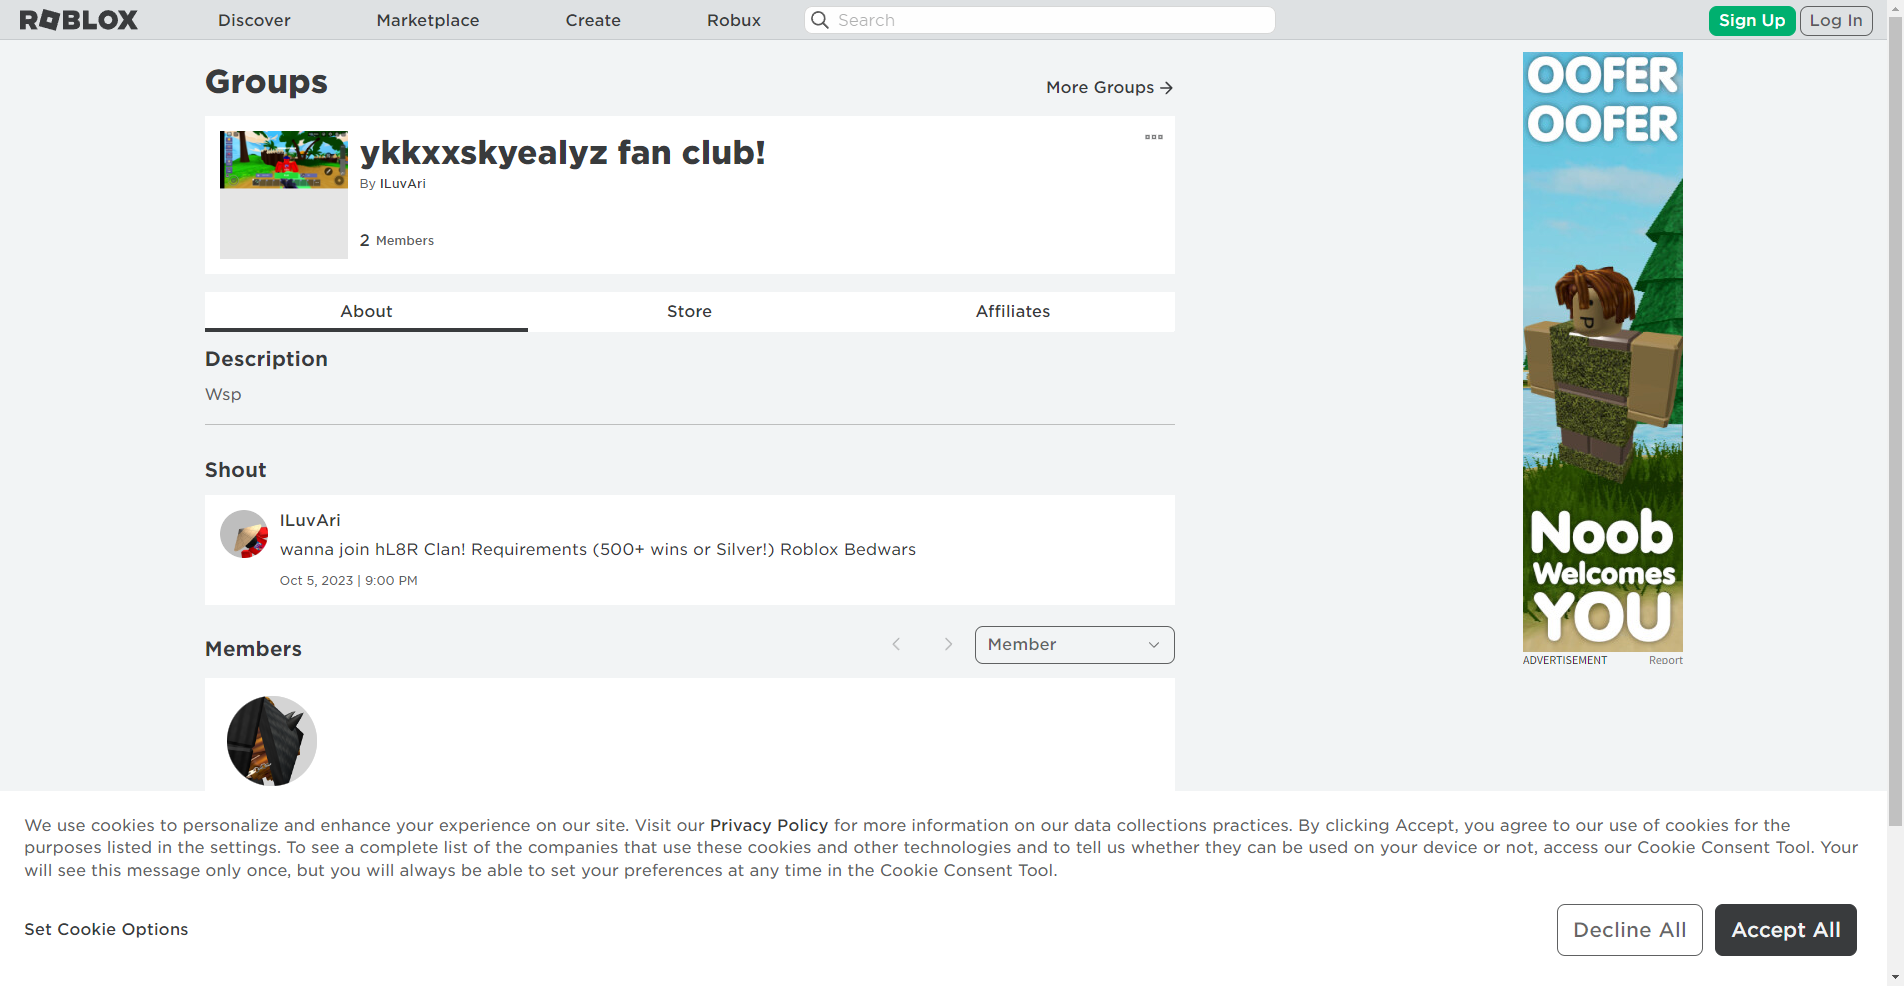 ROBLOX
Discover
Marketplace
Create
Robux
Search
Sign Up
Log In
Groups
More Groups
ykkxxskyealyz fan club!
By ILuvAri
2 Members
About
Store
Affiliates
Description
Wsp
Shout
ILuvAri
wanna join hL8R Clan! Requirements (500+ wins or Silver!) Roblox Bedwars
Oct 5, 2023 | 9:00 PM
Members
Member
OOFER
OOFER
Noob
Welcomes
YOU
ADVERTISEMENT
Report
We use cookies to personalize and enhance your experience on our site. Visit our Privacy Policy for more information on our data collections practices. By clicking Accept, you agree to our use of cookies for the
purposes listed in the settings. To see a complete list of the companies that use these cookies and other technologies and to tell us whether they can be used on your device or not, access our Cookie Consent Tool. Your
will see this message only once, but you will always be able to set your preferences at any time in the Cookie Consent Tool.
Set Cookie Options
Decline All
Accept All